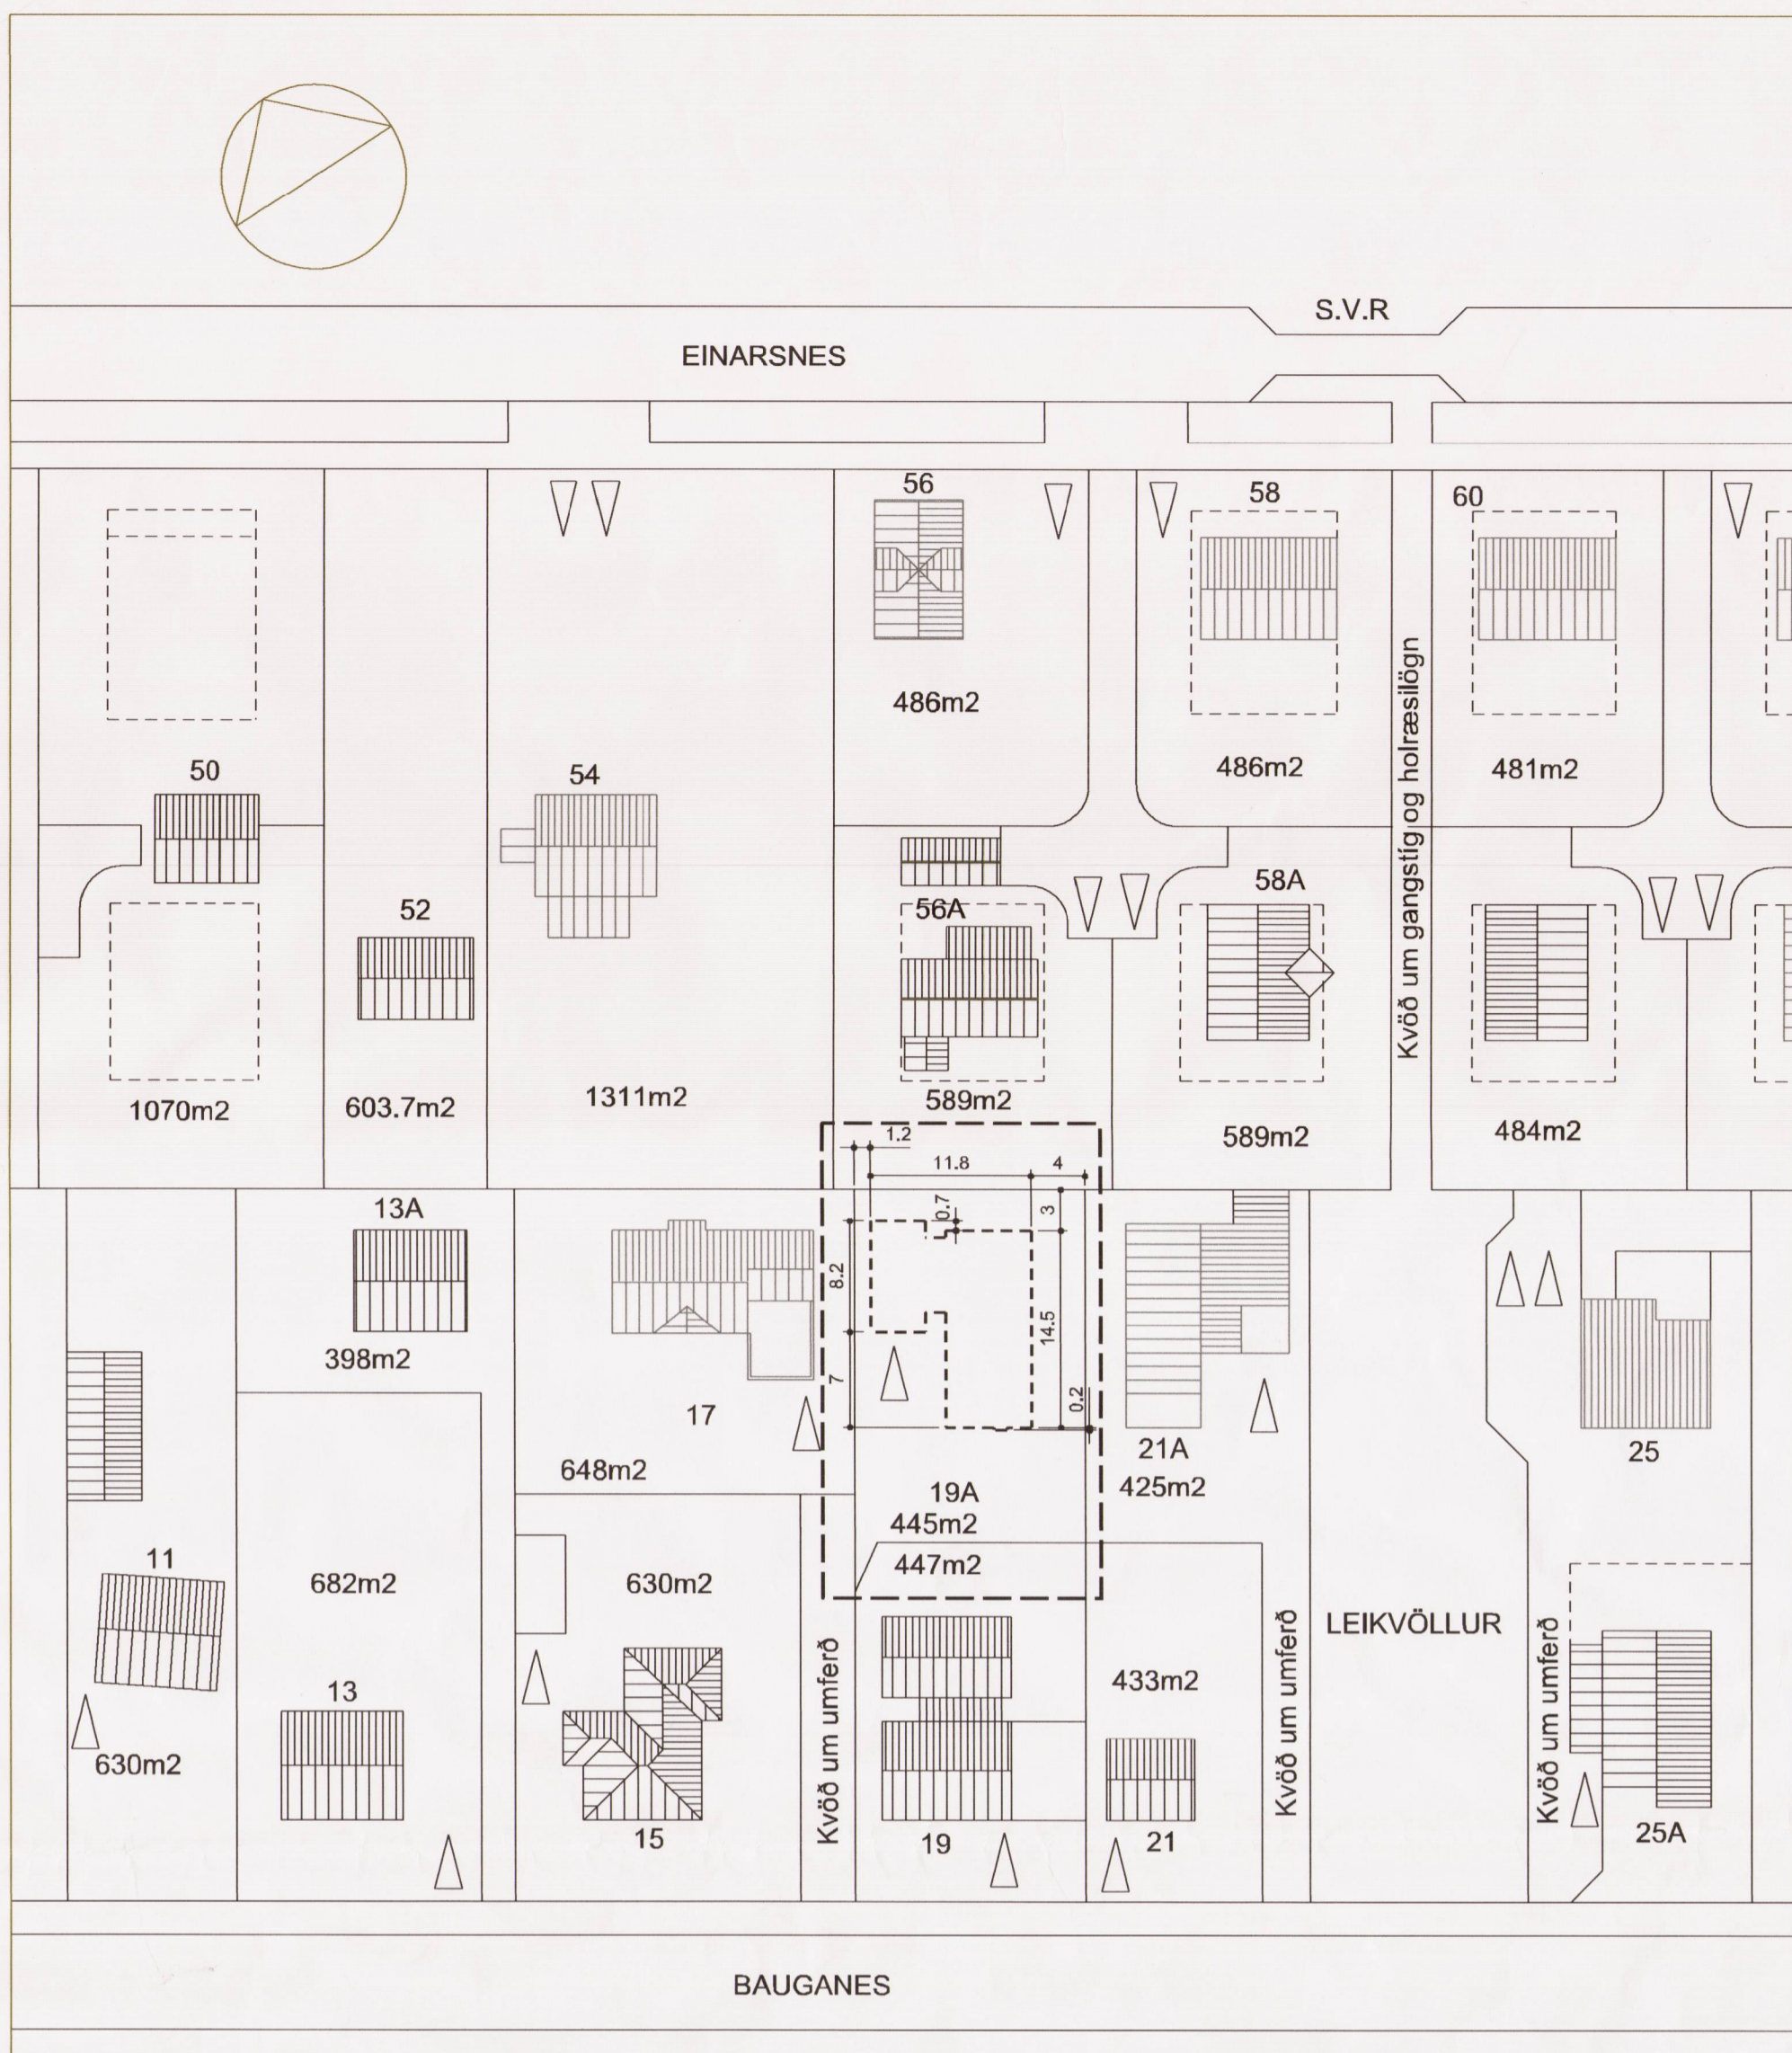 S.V.R
EINARSNES
56
58
60
486m2
486m2
481m2
50
54
52
56A
58A
Kvöð um gangstíg og holræsilögn
1070m2
603.7m2
1311m2
589m2
589m2
484m2
1.2
11.8
4
13A
0.7
3
8.2
14.5
7
0.2
398m2
17
648m2
21A
425m2
25
19A
445m2
447m2
11
682m2
630m2
LEIKVÖLLUR
433m2
13
630m2
15
Kvöð um umferð
19
21
Kvöð um umferð
Kvöð um umferð
25A
BAUGANES